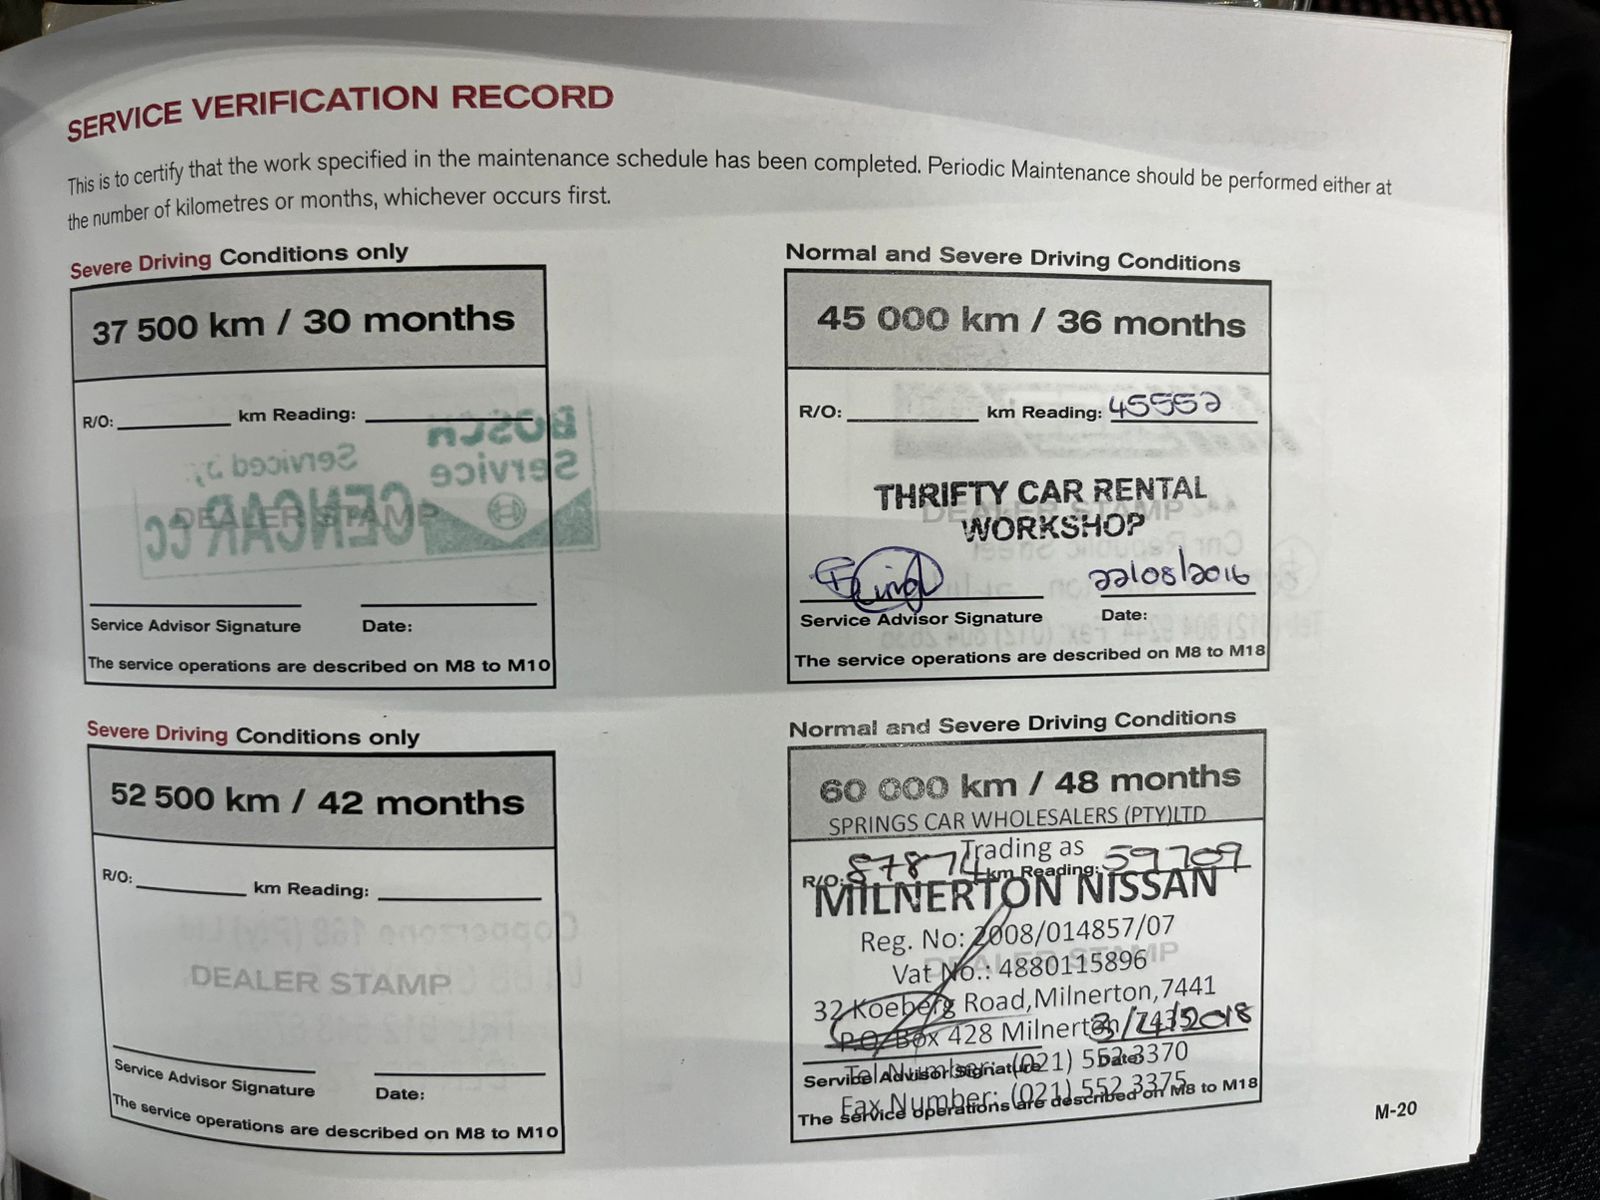 SERVICE VERIFICATION RECORD
This is to certify that the work specified in the maintenance schedule has been completed. Periodic Maintenance should be performed either at
the number of kilometres or months, whichever occurs first.
Severe Driving Conditions only
37 500 km / 30 months
R/O: km Reading:
DEALER STAMP
Service Advisor Signature Date:
The service operations are described on M8 to M10
Normal and Severe Driving Conditions
45 000 km / 36 months
R/O: km Reading: 45552
THRIFTY CAR RENTAL
DEALER STAMP
WORKSHOP
22/08/2016
Service Advisor Signature Date:
The service operations are described on M8 to M18
Severe Driving Conditions only
52 500 km / 42 months
R/O: km Reading:
DEALER STAMP
Service Advisor Signature Date:
The service operations are described on M8 to M10
Normal and Severe Driving Conditions
60 000 km / 48 months
SPRINGS CAR WHOLESALERS (PTY)LTD
Trading as
R/O: 87874 km Reading: 59709
MILNERTON NISSAN
Reg. No: 2008/014857/07
DEALER STAMP
Vat No.: 4880115896
32 Koeberg Road,Milnerton,7441
P.O. Box 428 Milnerton, 7435
Tel Number: (021) 552 3370
Service Advisor Signature Date:
Fax Number: (021) 552 3375
The service operations are described on M8 to M18
M-20